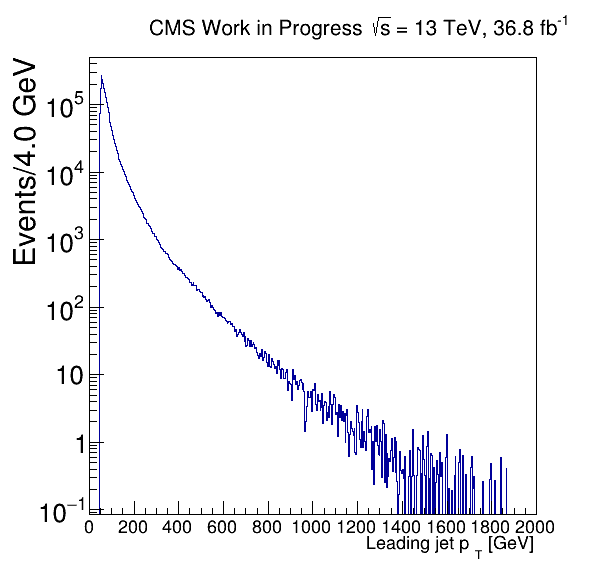 CMS Work in Progress √s = 13 TeV, 36.8 fb⁻¹
Events/4.0 GeV
10⁵
10⁴
10³
10²
10
1
10⁻¹
0 200 400 600 800 1000 1200 1400 1600 1800 2000
Leading jet p_T [GeV]